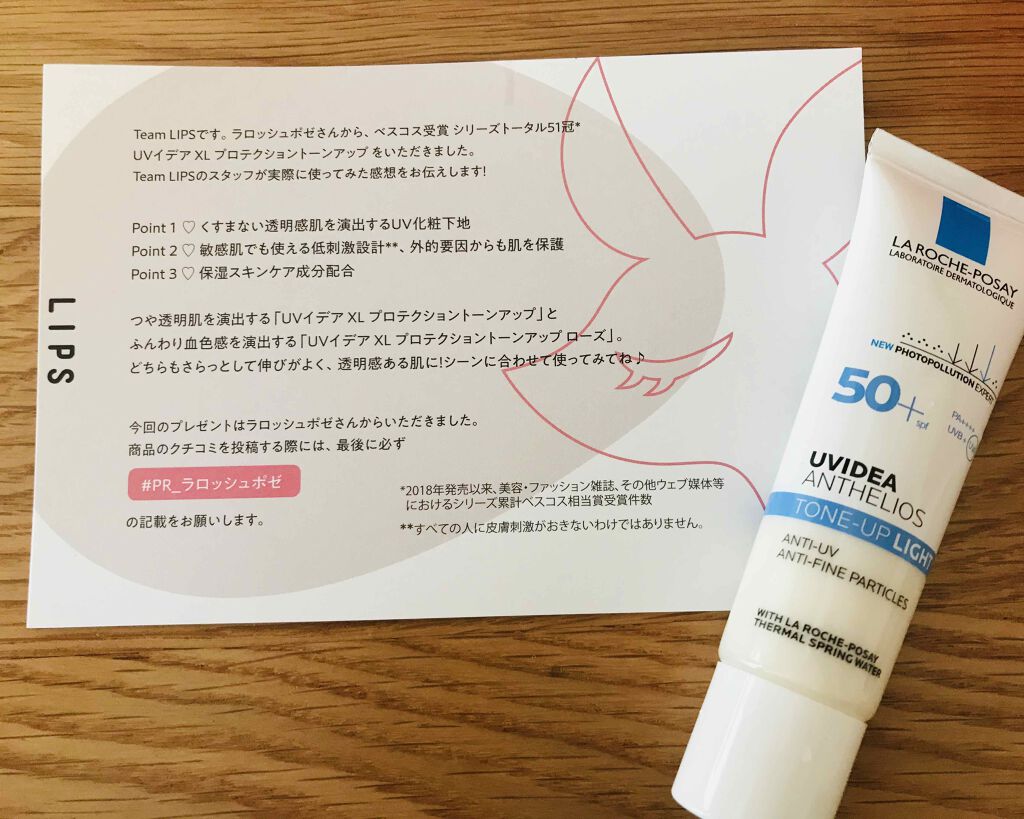 Team LIPSです。ラロッシュポゼさんから、ベスコス受賞 シリーズトータル51冠*
UVイデア XL プロテクショントーンアップ をいただきました。
Team LIPSのスタッフが実際に使ってみた感想をお伝えします!
Point 1 ♡ くすまない透明感肌を演出するUV化粧下地
Point 2 ♡ 敏感肌でも使える低刺激設計**、外的要因からも肌を保護
Point 3 ♡ 保湿スキンケア成分配合
LIPS
つや透明肌を演出する「UVイデア XL プロテクショントーンアップ」と
ふんわり血色感を演出する「UVイデア XL プロテクショントーンアップ ローズ」。
どちらもさらっとして伸びがよく、透明感ある肌に!シーンに合わせて使ってみてね♪
今回のプレゼントはラロッシュポゼさんからいただきました。
商品のクチコミを投稿する際には、最後に必ず
#PR_ラロッシュポゼ
の記載をお願いします。
*2018年発売以来、美容・ファッション雑誌、その他ウェブ媒体等
におけるシリーズ累計ベスコス相当賞受賞件数
**すべての人に皮膚刺激がおきないわけではありません。
LA ROCHE-POSAY
LABORATOIRE DERMATOLOGIQUE
NEW PHOTOPOLLUTION EXPERT
50+ spf
PA++++
UVB+
UVIDEA
ANTHELIOS
TONE-UP LIGHT
ANTI-UV
ANTI-FINE PARTICLES
WITH LA ROCHE-POSAY
THERMAL SPRING WATER